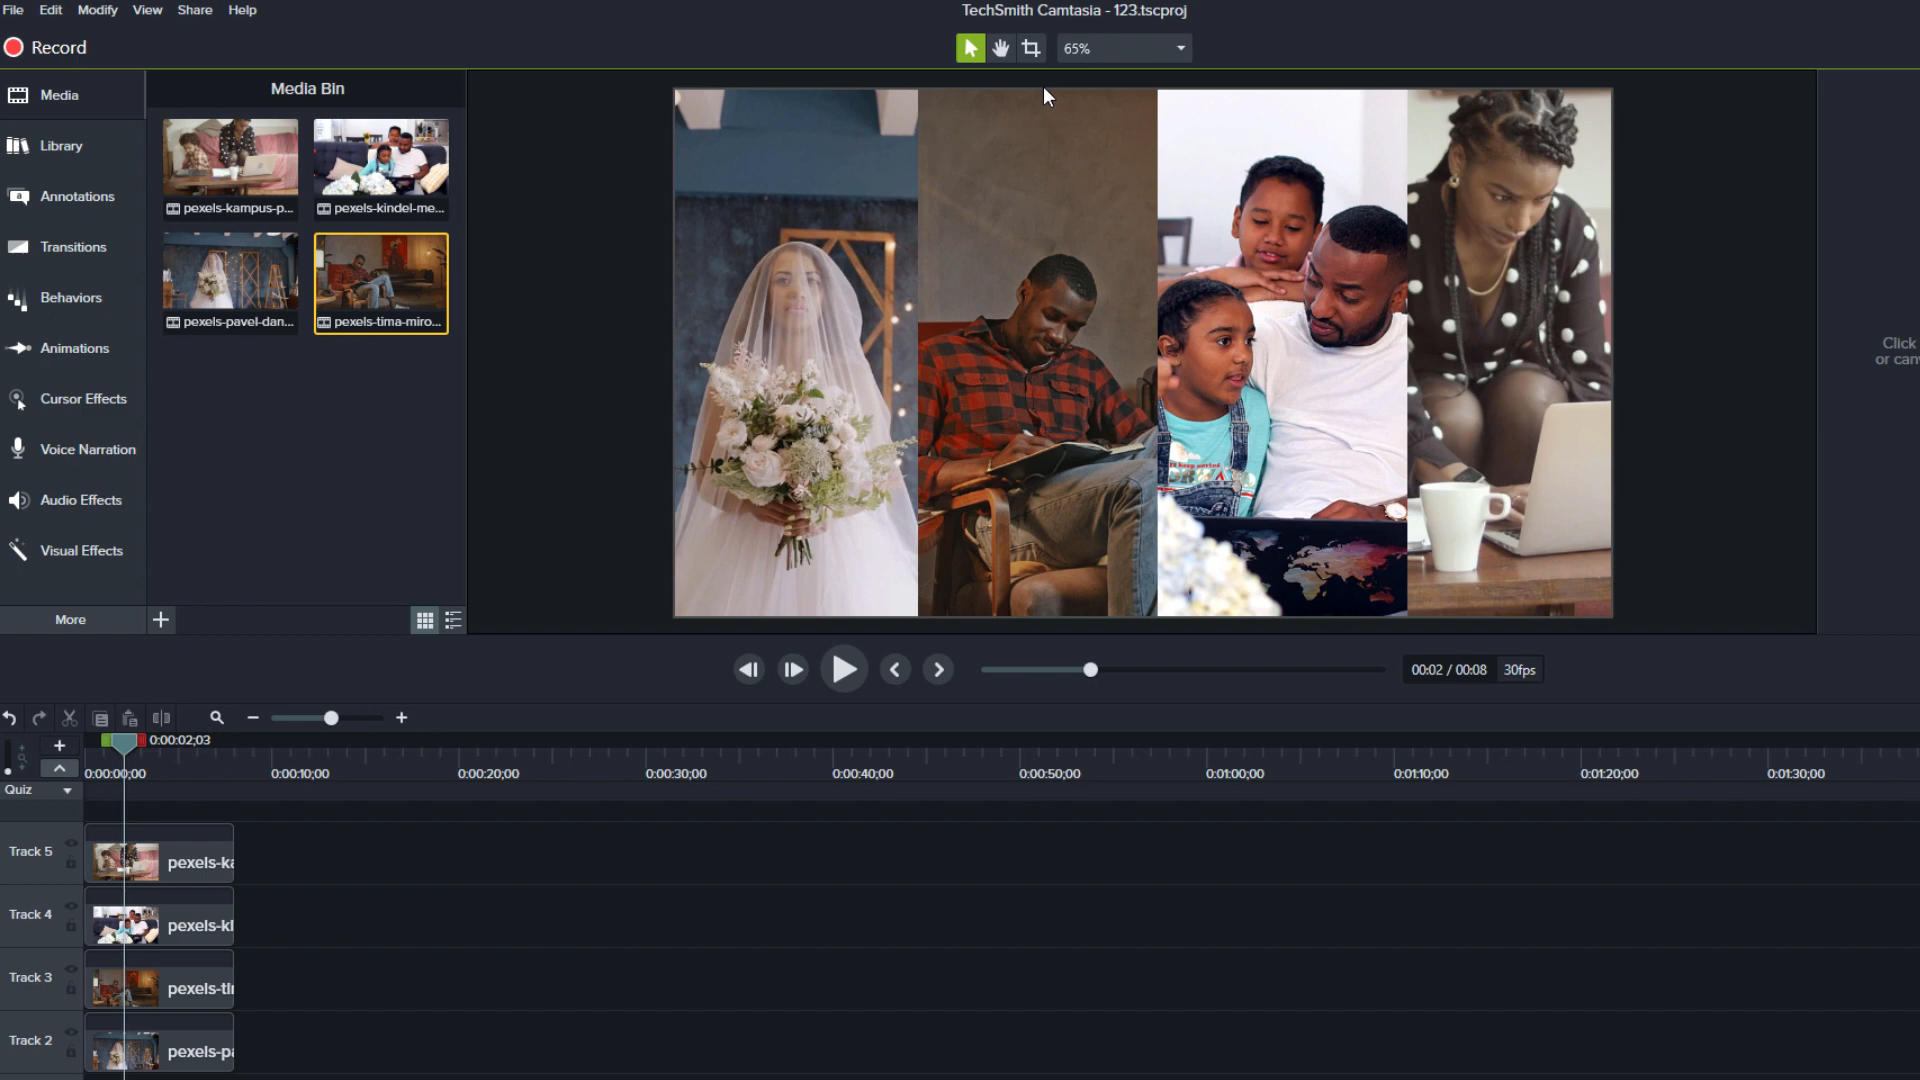 File Edit Modify View Share Help
TechSmith Camtasia - 123.tscproj
Record
65%
Media
Library
Annotations
Transitions
Behaviors
Animations
Cursor Effects
Voice Narration
Audio Effects
Visual Effects
More
Media Bin
pexels-kampus-p...
pexels-kindel-me...
pexels-pavel-dan...
pexels-tima-miro...
Click
or can
00:02 / 00:08 30fps
0:00:02;03
0:00:00;00 0:00:10;00 0:00:20;00 0:00:30;00 0:00:40;00 0:00:50;00 0:01:00;00 0:01:10;00 0:01:20;00 0:01:30;00
Quiz
Track 5 pexels-ka
Track 4 pexels-ki
Track 3 pexels-ti
Track 2 pexels-pa